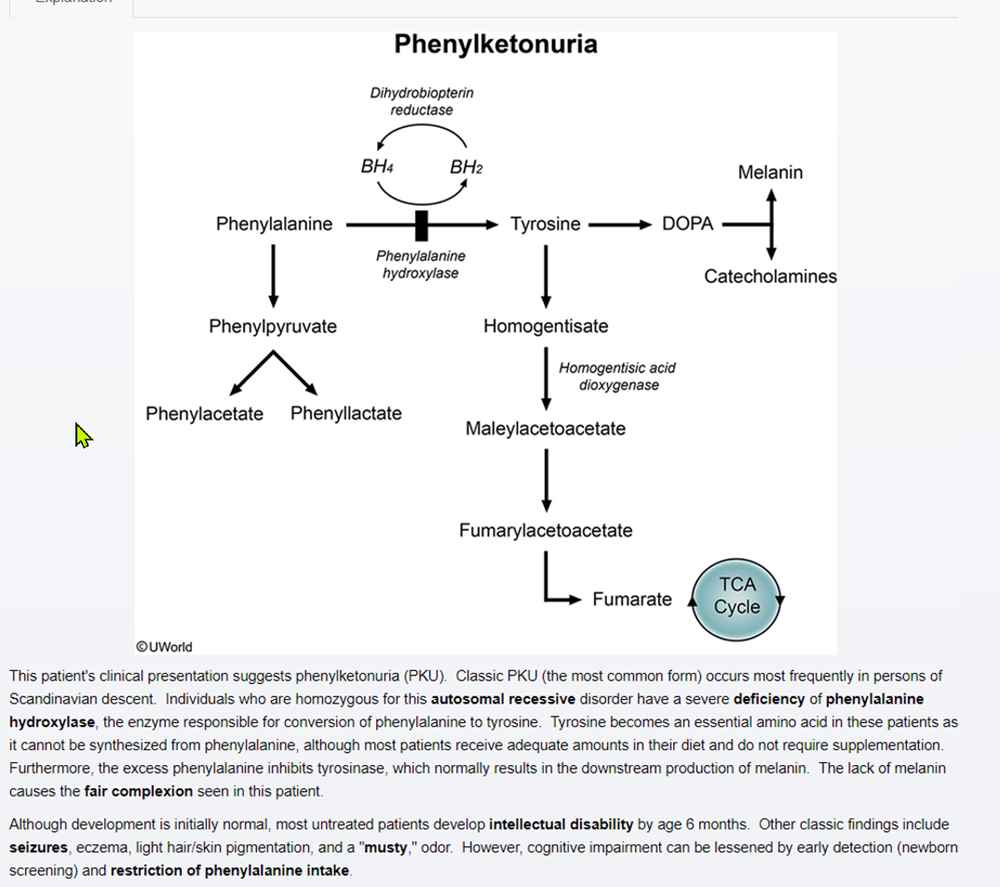 Explanation
Phenylketonuria
Dihydrobiopterin
reductase
BH4
BH2
Melanin
Phenylalanine
Tyrosine
DOPA
Phenylalanine
hydroxylase
Catecholamines
Phenylpyruvate
Homogentisate
Homogentisic acid
dioxygenase
Phenylacetate
Phenyllactate
Maleylacetoacetate
Fumarylacetoacetate
TCA
Cycle
Fumarate
©UWorld
This patient's clinical presentation suggests phenylketonuria (PKU).  Classic PKU (the most common form) occurs most frequently in persons of
Scandinavian descent.  Individuals who are homozygous for this autosomal recessive disorder have a severe deficiency of phenylalanine
hydroxylase, the enzyme responsible for conversion of phenylalanine to tyrosine.  Tyrosine becomes an essential amino acid in these patients as
it cannot be synthesized from phenylalanine, although most patients receive adequate amounts in their diet and do not require supplementation.
Furthermore, the excess phenylalanine inhibits tyrosinase, which normally results in the downstream production of melanin.  The lack of melanin
causes the fair complexion seen in this patient.
Although development is initially normal, most untreated patients develop intellectual disability by age 6 months.  Other classic findings include
seizures, eczema, light hair/skin pigmentation, and a "musty," odor.  However, cognitive impairment can be lessened by early detection (newborn
screening) and restriction of phenylalanine intake.